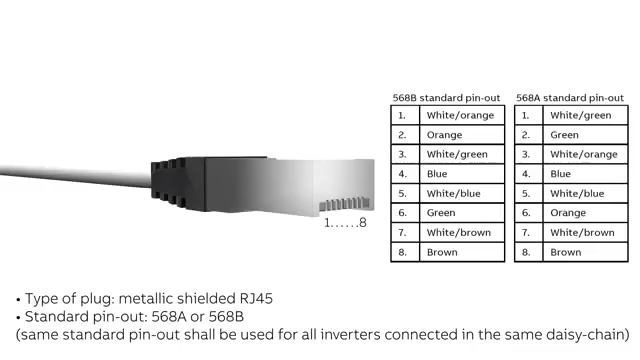 568B standard pin-out
1. White/orange
2. Orange
3. White/green
4. Blue
5. White/blue
6. Green
7. White/brown
8. Brown
568A standard pin-out
1. White/green
2. Green
3. White/orange
4. Blue
5. White/blue
6. Orange
7. White/brown
8. Brown
1......8
• Type of plug: metallic shielded RJ45
• Standard pin-out: 568A or 568B
(same standard pin-out shall be used for all inverters connected in the same daisy-chain)